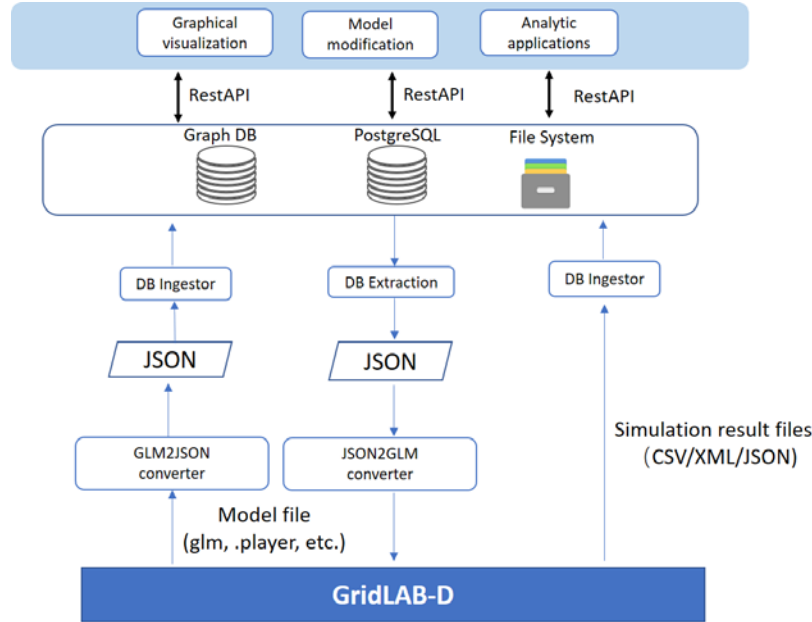 Graphical
visualization
Model
modification
Analytic
applications
RestAPI
RestAPI
RestAPI
Graph DB
PostgreSQL
File System
DB Ingestor
DB Extraction
DB Ingestor
JSON
JSON
GLM2JSON
converter
JSON2GLM
converter
Simulation result files
(CSV/XML/JSON)
Model file
(glm, .player, etc.)
GridLAB-D